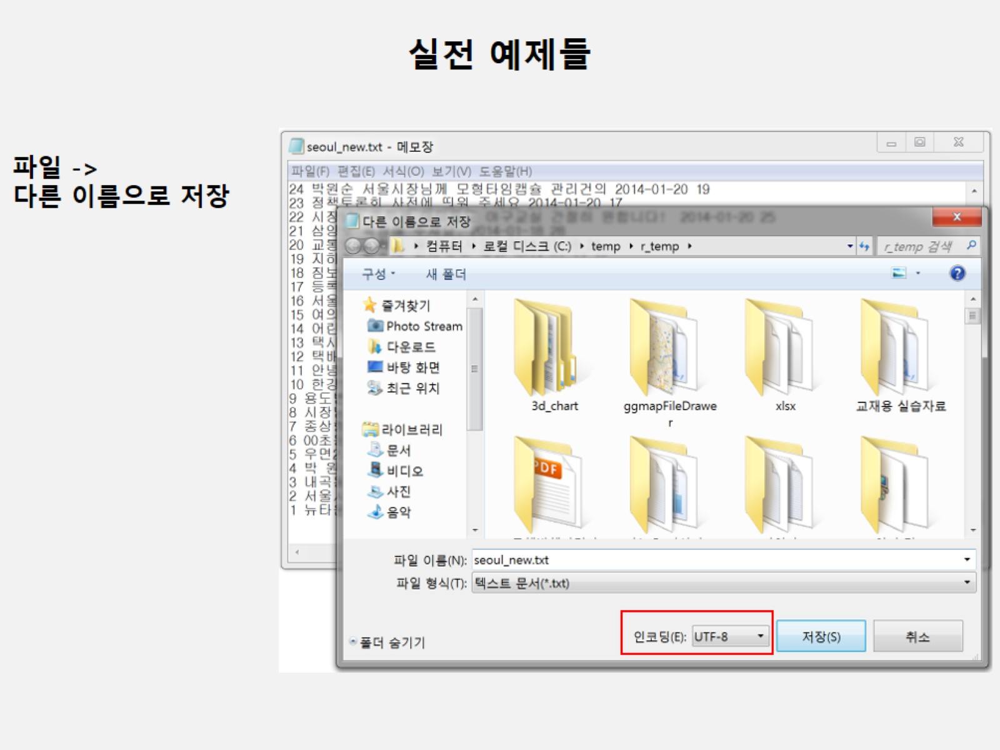 실전 예제들
파일 ->
다른 이름으로 저장
seoul_new.txt - 메모장
파일(F) 편집(E) 서식(O) 보기(V) 도움말(H)
24 박원순 서울시장님께 모형타임캡슐 관리건의 2014-01-20 19
23 정책토론회 사전에 띄워 주세요 2014-01-20 17
22 시장
21 삼양
20 교통
19 지하
18 짐보
17 등록
16 서울
15 여의
14 어린
13 택시
12 택배
11 안녕
10 한강
9 용도
8 시장
7 종상
6 00초
5 우면
4 박 원
3 내곡
2 서울
1 뉴타
다른 이름으로 저장
컴퓨터 로컬 디스크 (C:) temp r_temp
r_temp 검색
구성 새 폴더
즐겨찾기
Photo Stream
다운로드
바탕 화면
최근 위치
라이브러리
문서
비디오
사진
음악
3d_chart
ggmapFileDrawe
r
xlsx
교재용 실습자료
PDF
파일 이름(N): seoul_new.txt
파일 형식(T): 텍스트 문서(*.txt)
폴더 숨기기
인코딩(E): UTF-8
저장(S)
취소